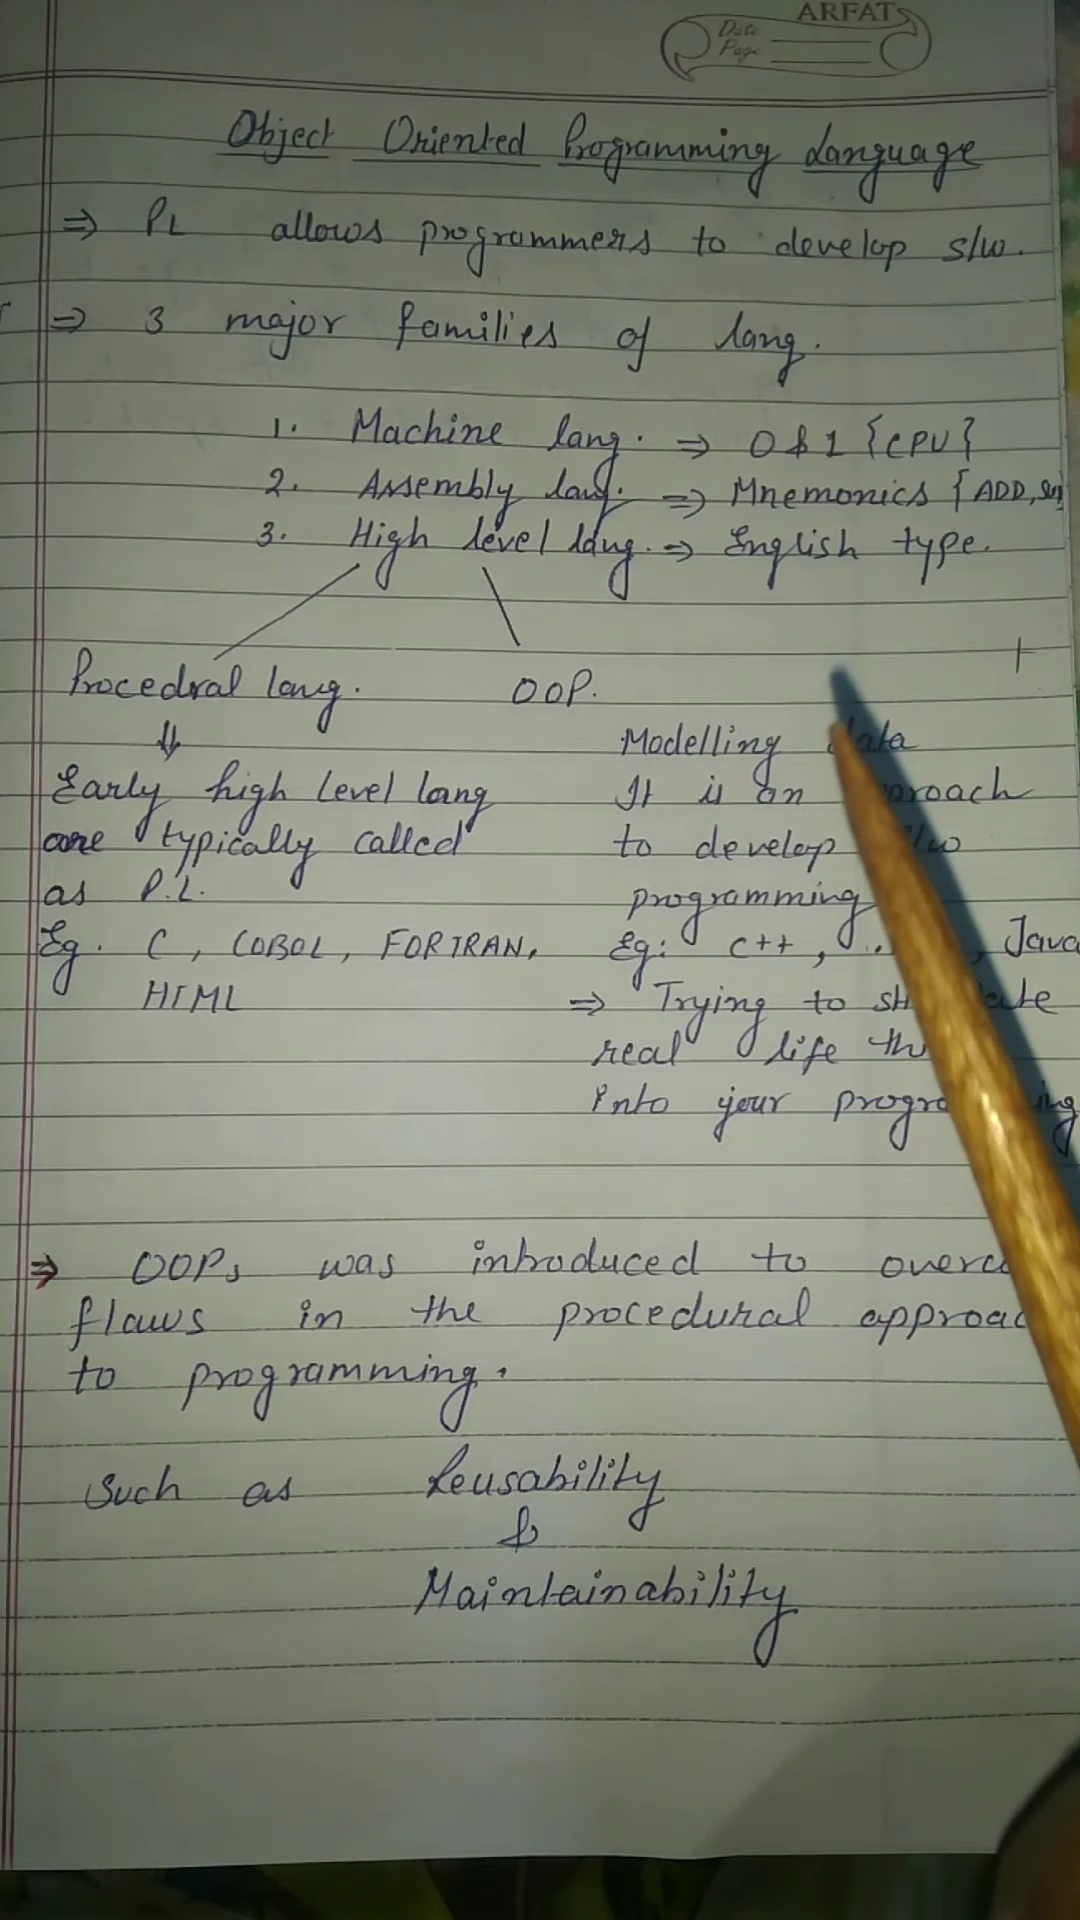 ARFAT
Date
Page
Object Oriented Programming Language
⇒ PL allows programmers to develop s/w.
⇒ 3 major families of lang.
1. Machine lang. ⇒ 0 & 1 {CPU}
2. Assembly lang. ⇒ Mnemonics {ADD,
3. High level lang. ⇒ English type.
Procedral lang.
⇓
Early high level lang
are typically called
as P.L.
Eg. C, COBOL, FORTRAN,
HTML
OOP.
Modelling data
It is an
to develop
programming
Eg: C++, Java
⇒ Trying to
real life
into your
⇒ OOPs was introduced to
flaws in the procedural
to programming.
Such as Reusability
&
Maintainability